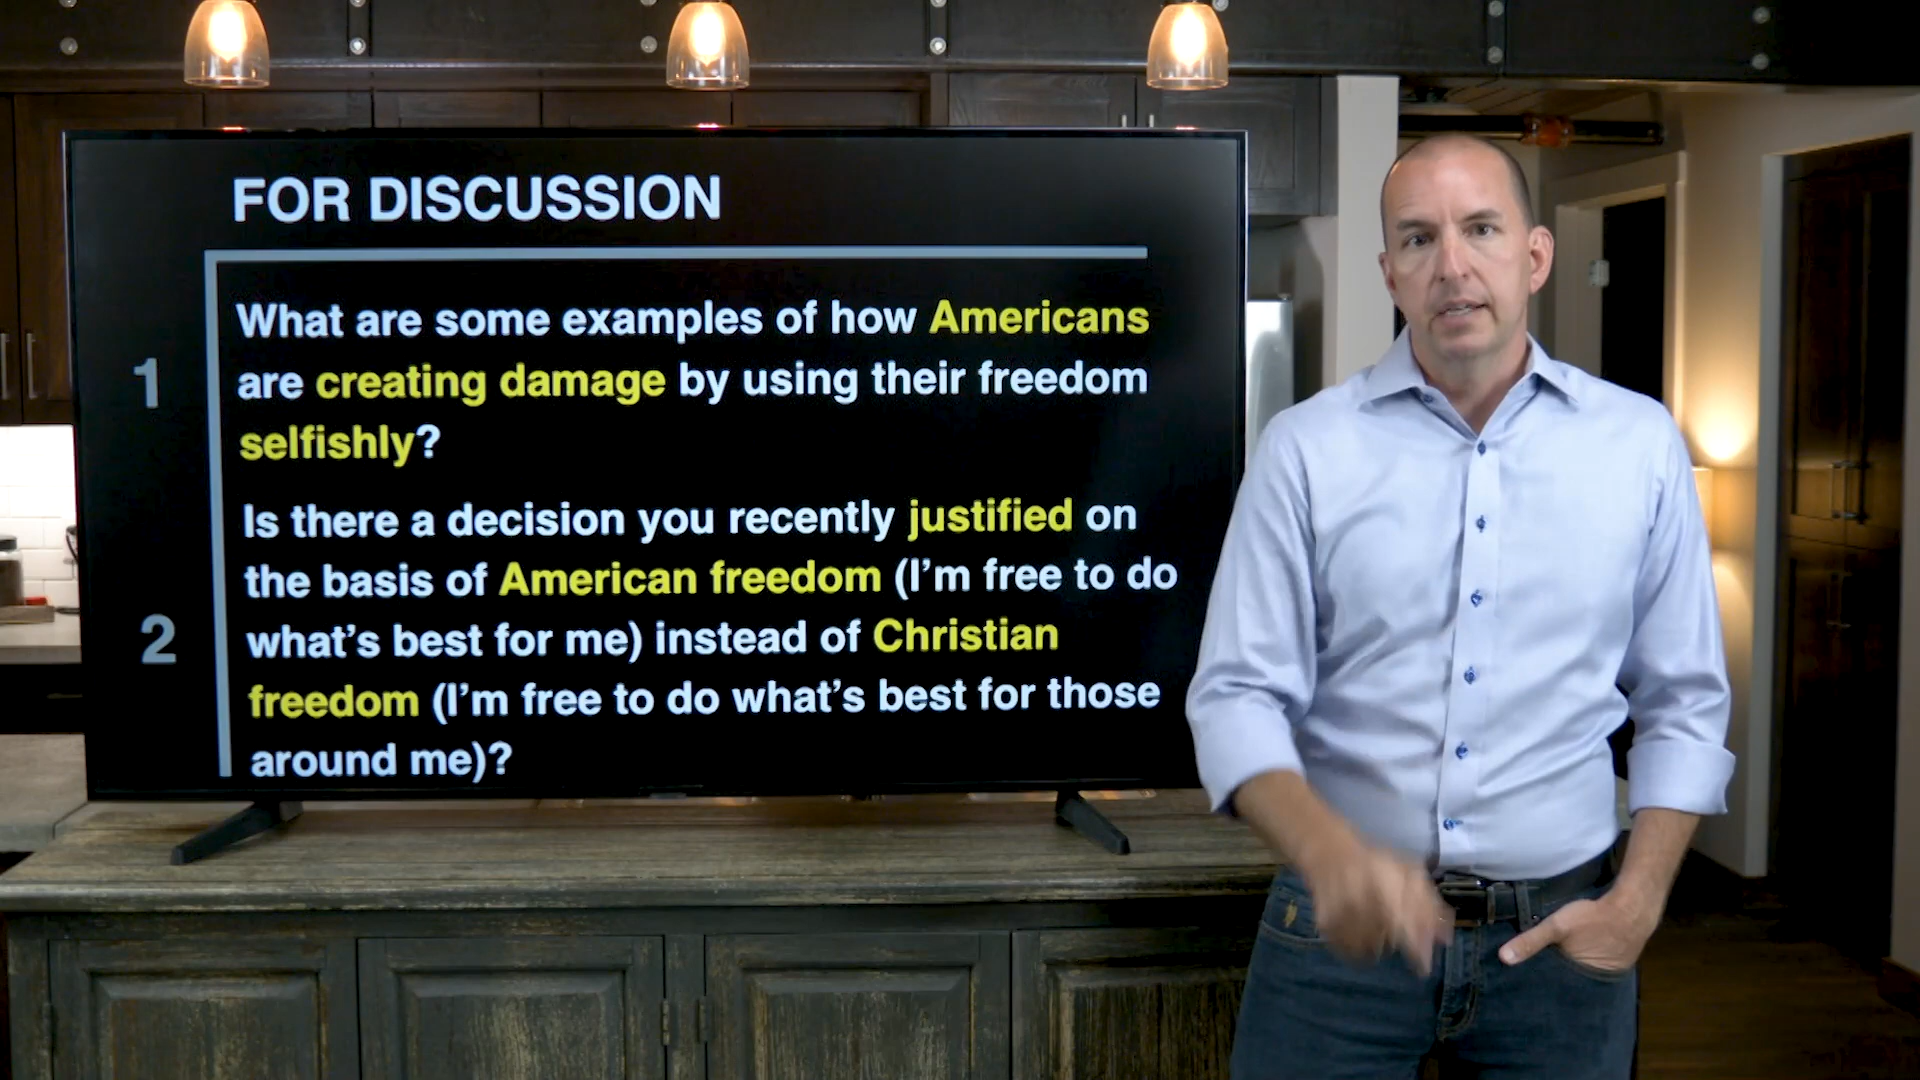 FOR DISCUSSION
1
What are some examples of how Americans
are creating damage by using their freedom
selfishly?
2
Is there a decision you recently justified on
the basis of American freedom (I'm free to do
what's best for me) instead of Christian
freedom (I'm free to do what's best for those
around me)?